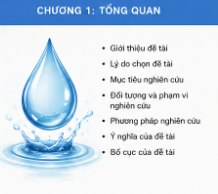 CHƯƠNG 1: TỔNG QUAN
• Giới thiệu đề tài
• Lý do chọn đề tài
• Mục tiêu nghiên cứu
• Đối tượng và phạm vi
nghiên cứu
• Phương pháp nghiên cứu
• Ý nghĩa của đề tài
• Bố cục của đề tài